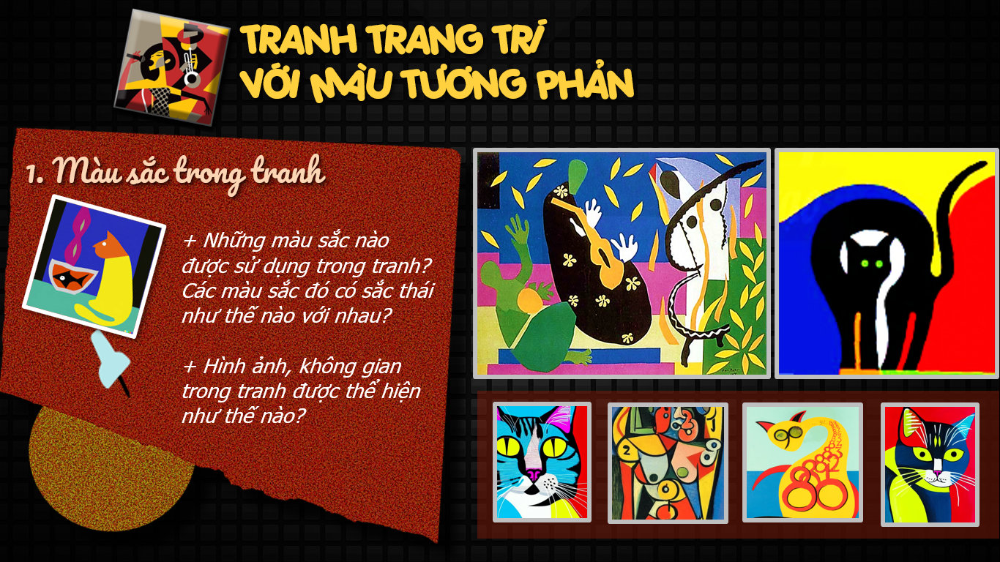 TRANH TRANG TRÍ
VỚI MÀU TƯƠNG PHẢN
1. Màu sắc trong tranh
+ Những màu sắc nào
được sử dụng trong tranh?
Các màu sắc đó có sắc thái
như thế nào với nhau?
+ Hình ảnh, không gian
trong tranh được thể hiện
như thế nào?